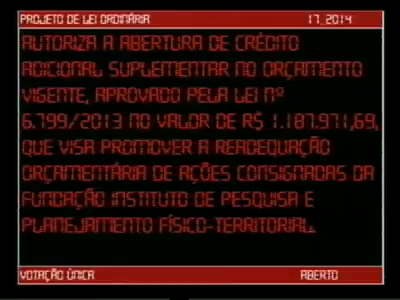 PROJETO DE LEI ORDINÁRIA 17.2014
AUTORIZA A ABERTURA DE CRÉDITO
ADICIONAL SUPLEMENTAR NO ORÇAMENTO
VIGENTE, APROVADO PELA LEI Nº
6.799/2013 NO VALOR DE R$ 1.187.971,69,
QUE VISA PROMOVER A READEQUAÇÃO
ORÇAMENTÁRIA DE AÇÕES CONSIGNADAS DA
FUNDAÇÃO INSTITUTO DE PESQUISA E
PLANEJAMENTO FÍSICO-TERRITORIAL.
VOTAÇÃO ÚNICA ABERTO